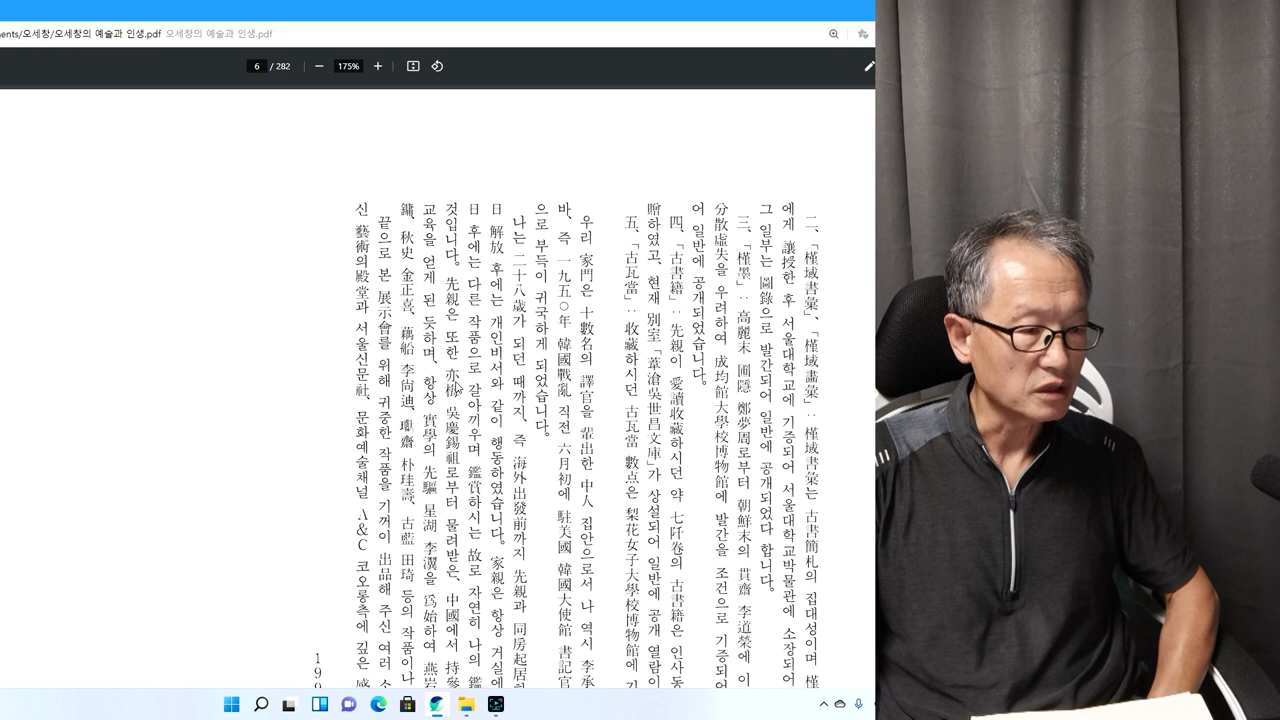 ents/오세창/오세창의 예술과 인생.pdf 오세창의 예술과 인생.pdf
6 / 282 175%
二、「槿域書彙」、「槿域畵彙」: 槿域書彙는 古書簡札의 집대성이며 槿
에게 讓授한 후 서울대학교에 기증되어 서울대학교박물관에 소장되어
그 일부는 圖錄으로 발간되어 일반에 공개되었다 합니다.
三、「槿墨」: 高麗末 圃隱 鄭夢周로부터 朝鮮末의 貫齋 李道榮에 이
分散虛失을 우려하여 成均館大學校博物館에 발간을 조건으로 기증되어
어 일반에 공개되었습니다.
四、「古書籍」: 先親이 愛讀收藏하시던 약 七阡卷의 古書籍은 인사동
贈하였고、현재 別室「葦滄吳世昌文庫」가 상설되어 일반에 공개 열람이
五、「古瓦當」: 收藏하시던 古瓦當 數点은 梨花女子大學校博物館에 기
우리 家門은 十數名의 譯官을 輩出한 中人 집안으로서 나 역시 李承
바、즉 一九五○年 韓國戰亂 직전 六月初에 駐美國 韓國大使館 書記官
으로 부득이 귀국하게 되었습니다.
나는 二十八歲가 되던 때까지、즉 海外出發前까지 先親과 同房起居하
日 解放 후에는 개인비서와 같이 행동하였습니다. 家親은 항상 거실에
日 後에는 다른 작품으로 갈아끼우며 鑑賞하시는 故로 자연히 나의 鑑
것입니다. 先親은 또한 亦梅 吳慶錫祖로부터 물려받은、中國에서 持參
교육을 얻게 된 듯하며、항상 實學의 先驅 星湖 李瀷을 爲始하여 燕岩
鏞、秋史 金正喜、藕船 李尙迪、瓛齋 朴珪壽、古藍 田琦 등의 작품이나
끝으로 본 展示會를 위해 귀중한 작품을 기꺼이 出品해 주신 여러 소
신 藝術의殿堂과 서울신문社、문화예술채널 A&C 코오롱측에 깊은 感
19